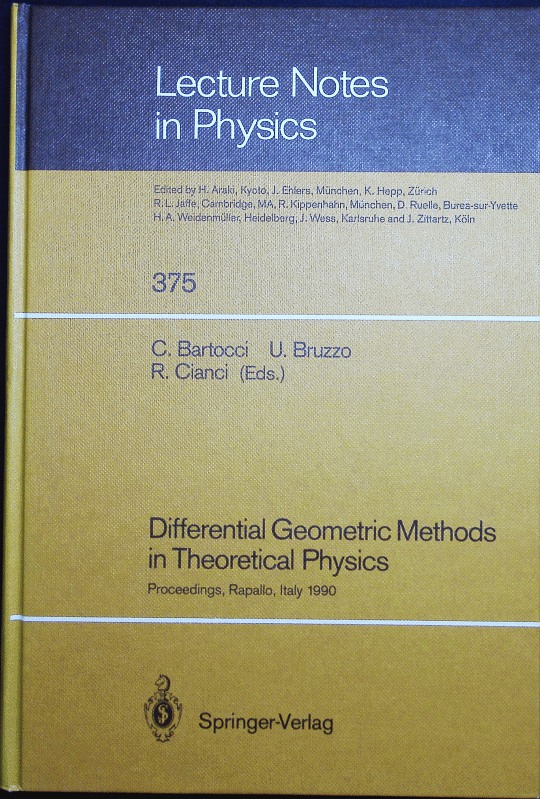 Lecture Notes
in Physics
Edited by H. Araki, Kyoto, J. Ehlers, München, K. Hepp, Zürich
R. L. Jaffe, Cambridge, MA, R. Kippenhahn, München, D. Ruelle, Bures-sur-Yvette
H. A. Weidenmüller, Heidelberg, J. Wess, Karlsruhe and J. Zittartz, Köln
375
C. Bartocci U. Bruzzo
R. Cianci (Eds.)
Differential Geometric Methods
in Theoretical Physics
Proceedings, Rapallo, Italy 1990
Springer-Verlag